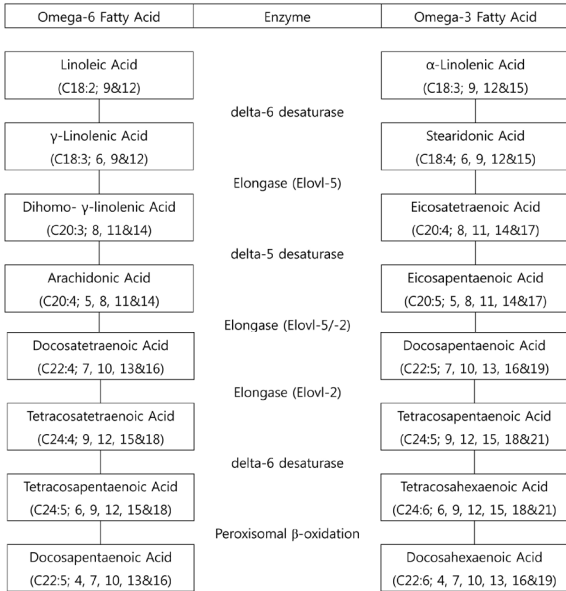 Omega-6 Fatty Acid Enzyme Omega-3 Fatty Acid
Linoleic Acid
(C18:2; 9&12)
α-Linolenic Acid
(C18:3; 9, 12&15)
delta-6 desaturase
γ-Linolenic Acid
(C18:3; 6, 9&12)
Stearidonic Acid
(C18:4; 6, 9, 12&15)
Elongase (Elovl-5)
Dihomo- γ-linolenic Acid
(C20:3; 8, 11&14)
Eicosatetraenoic Acid
(C20:4; 8, 11, 14&17)
delta-5 desaturase
Arachidonic Acid
(C20:4; 5, 8, 11&14)
Eicosapentaenoic Acid
(C20:5; 5, 8, 11, 14&17)
Elongase (Elovl-5/-2)
Docosatetraenoic Acid
(C22:4; 7, 10, 13&16)
Docosapentaenoic Acid
(C22:5; 7, 10, 13, 16&19)
Elongase (Elovl-2)
Tetracosatetraenoic Acid
(C24:4; 9, 12, 15&18)
Tetracosapentaenoic Acid
(C24:5; 9, 12, 15, 18&21)
delta-6 desaturase
Tetracosapentaenoic Acid
(C24:5; 6, 9, 12, 15&18)
Tetracosahexaenoic Acid
(C24:6; 6, 9, 12, 15, 18&21)
Peroxisomal β-oxidation
Docosapentaenoic Acid
(C22:5; 4, 7, 10, 13&16)
Docosahexaenoic Acid
(C22:6; 4, 7, 10, 13, 16&19)